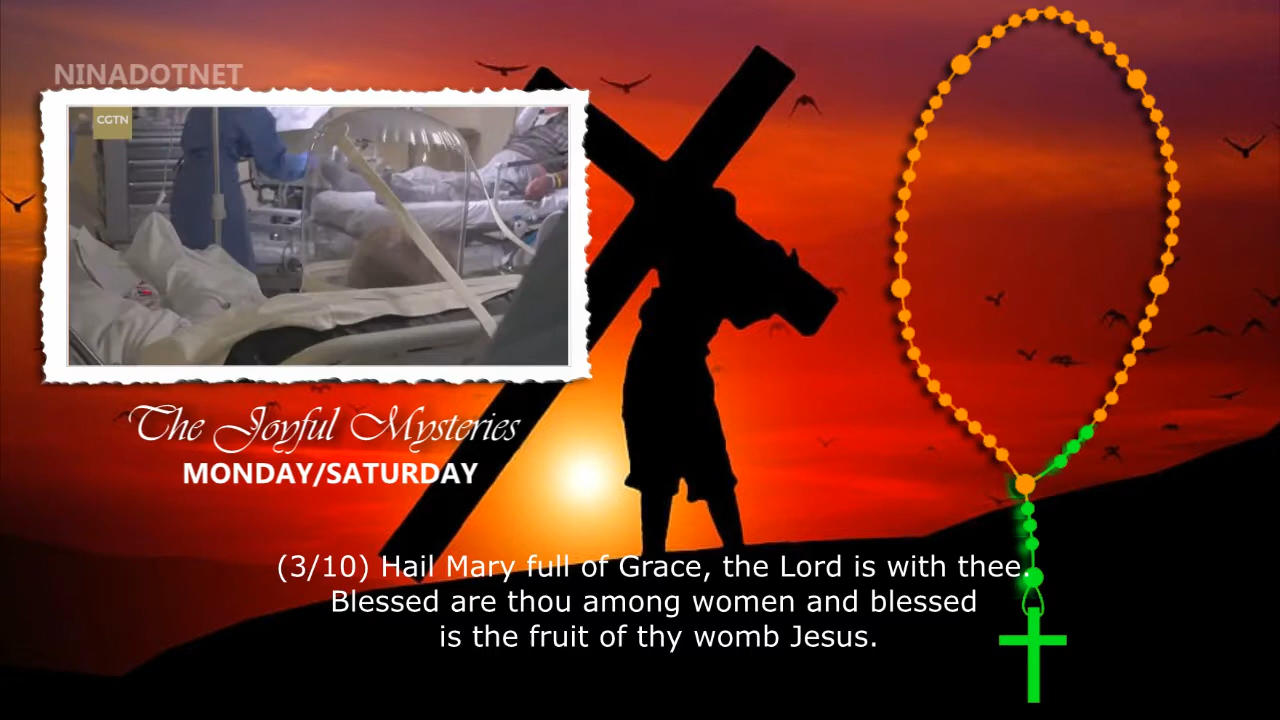 NINADOTNET
CGTN
The Joyful Mysteries
MONDAY/SATURDAY
(3/10) Hail Mary full of Grace, the Lord is with thee.
Blessed are thou among women and blessed
is the fruit of thy womb Jesus.